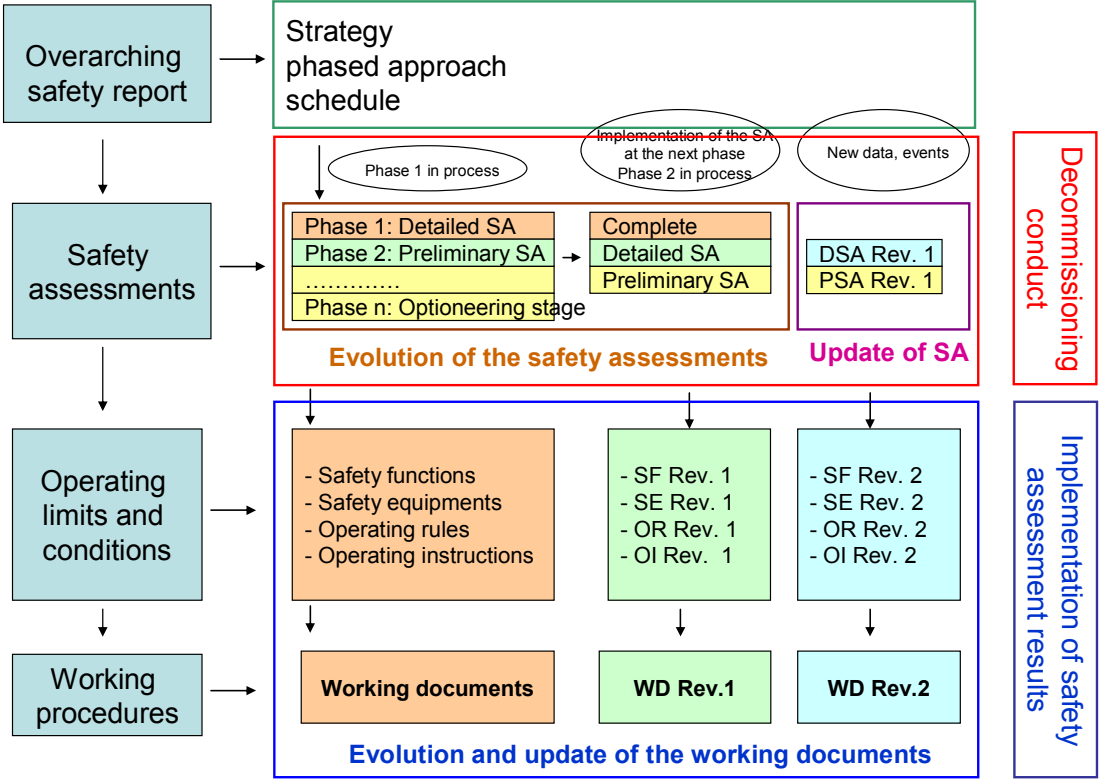 Overarching
safety report
Strategy
phased approach
schedule
Phase 1 in process
Implementation of the SA
at the next phase
Phase 2 in process
New data, events
Safety
assessments
Phase 1: Detailed SA
Phase 2: Preliminary SA
.............
Phase n: Optioneering stage
Complete
Detailed SA
Preliminary SA
DSA Rev. 1
PSA Rev. 1
Evolution of the safety assessments
Update of SA
Decommissioning
conduct
Operating
limits and
conditions
- Safety functions
- Safety equipments
- Operating rules
- Operating instructions
- SF Rev. 1
- SE Rev. 1
- OR Rev. 1
- OI Rev.  1
- SF Rev. 2
- SE Rev. 2
- OR Rev. 2
- OI Rev. 2
Working
procedures
Working documents
WD Rev.1
WD Rev.2
Evolution and update of the working documents
Implementation of safety
assessment results